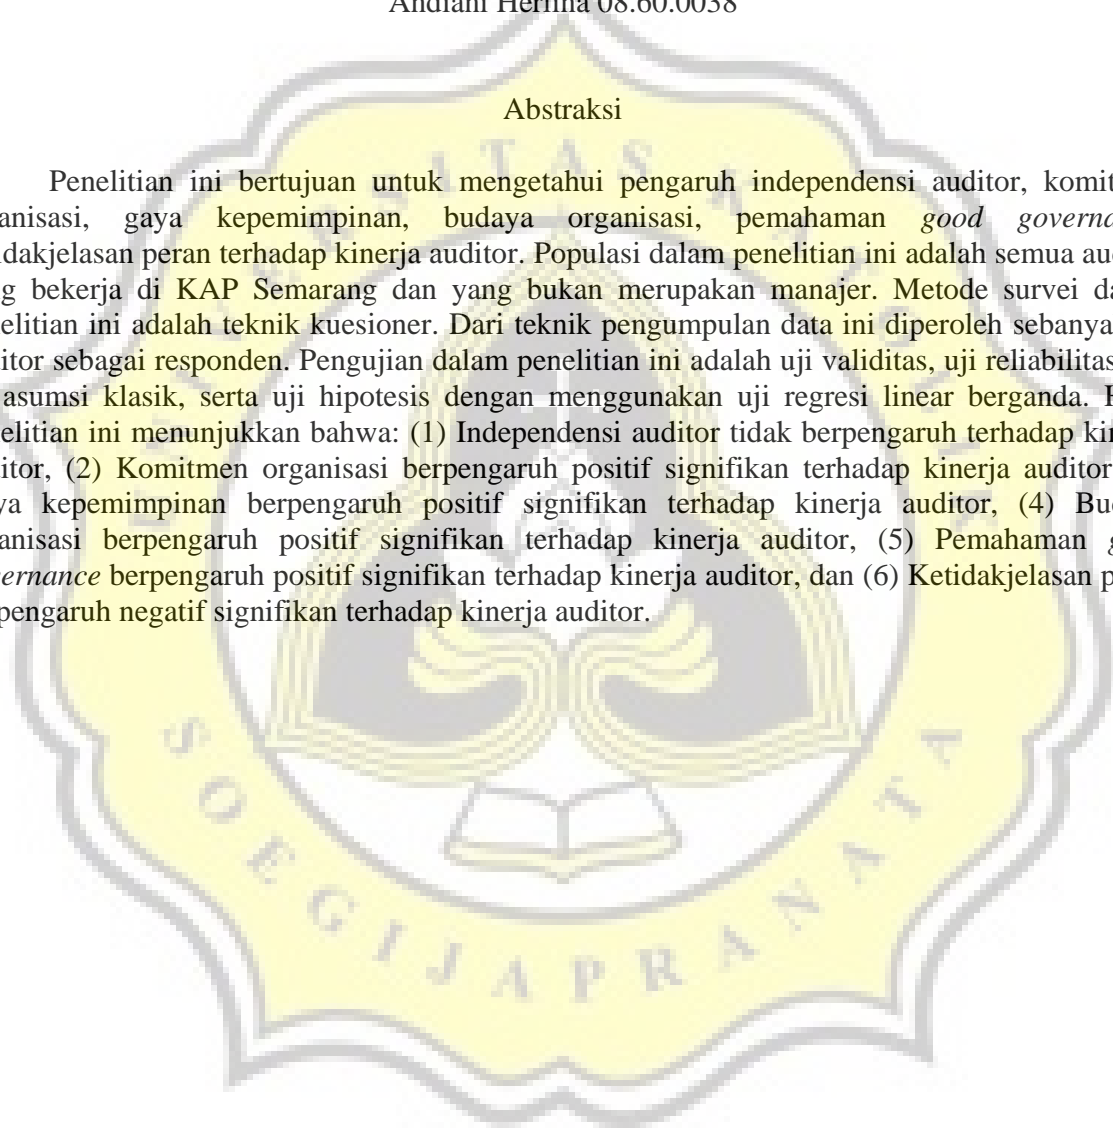 Andiani Herlina 08.60.0038
Abstraksi
Penelitian ini bertujuan untuk mengetahui pengaruh independensi auditor, komit
anisasi, gaya kepemimpinan, budaya organisasi, pemahaman good governa
idakjelasan peran terhadap kinerja auditor. Populasi dalam penelitian ini adalah semua au
g bekerja di KAP Semarang dan yang bukan merupakan manajer. Metode survei da
elitian ini adalah teknik kuesioner. Dari teknik pengumpulan data ini diperoleh sebanya
itor sebagai responden. Pengujian dalam penelitian ini adalah uji validitas, uji reliabilitas
asumsi klasik, serta uji hipotesis dengan menggunakan uji regresi linear berganda.
elitian ini menunjukkan bahwa: (1) Independensi auditor tidak berpengaruh terhadap kin
itor, (2) Komitmen organisasi berpengaruh positif signifikan terhadap kinerja auditor
ya kepemimpinan berpengaruh positif signifikan terhadap kinerja auditor, (4) Bu
anisasi berpengaruh positif signifikan terhadap kinerja auditor, (5) Pemahaman g
ernance berpengaruh positif signifikan terhadap kinerja auditor, dan (6) Ketidakjelasan p
pengaruh negatif signifikan terhadap kinerja auditor.
SOEGIJAPRANATA